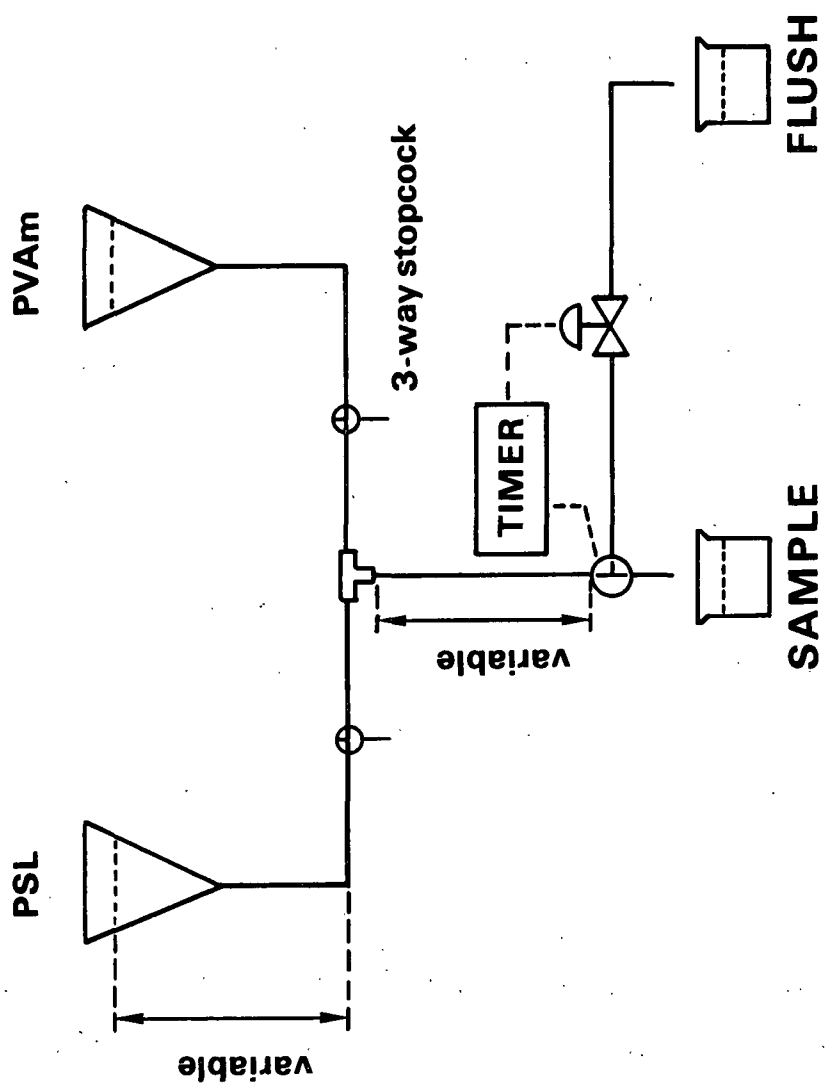 PSL
PVAm
variable
3-way stopcock
variable
TIMER
SAMPLE
FLUSH